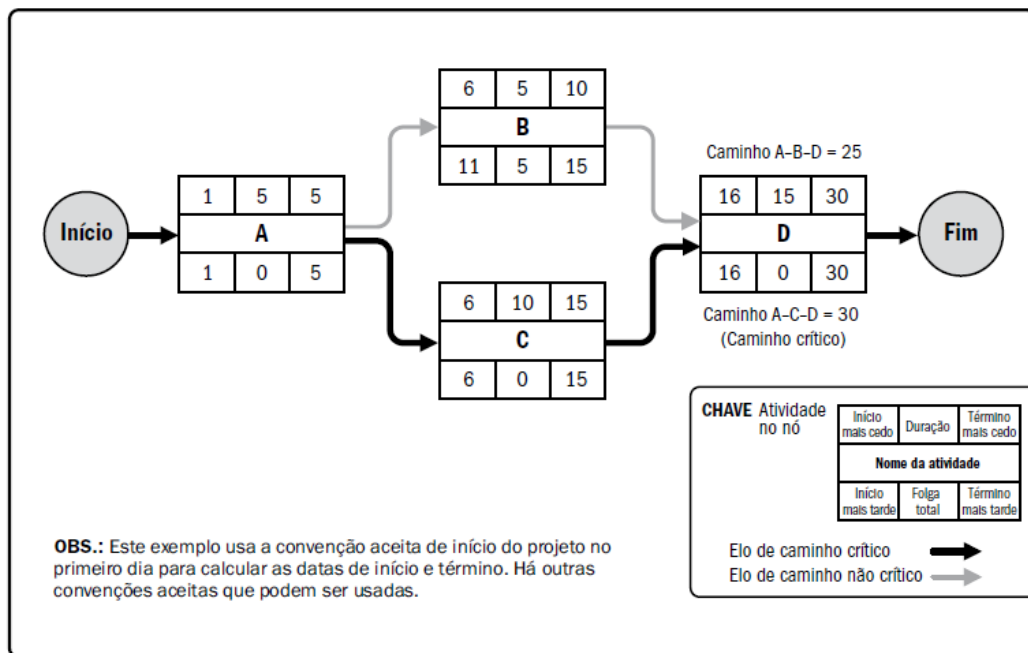 6 5 10
B
11 5 15
Caminho A–B–D = 25
Início
1 5 5
A
1 0 5
16 15 30
D
16 0 30
Fim
6 10 15
C
6 0 15
Caminho A–C–D = 30
(Caminho crítico)
CHAVE Atividade
no nó
Início
mais cedo
Duração
Término
mais cedo
Nome da atividade
Início
mais tarde
Folga
total
Término
mais tarde
Elo de caminho crítico
Elo de caminho não crítico
OBS.: Este exemplo usa a convenção aceita de início do projeto no
primeiro dia para calcular as datas de início e término. Há outras
convenções aceitas que podem ser usadas.